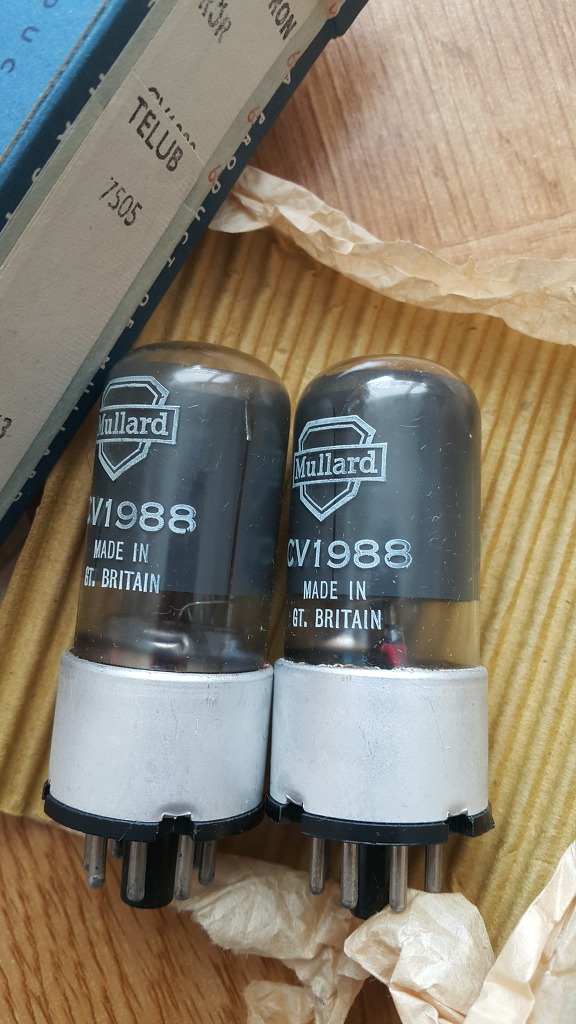 TELUB
7505
Mullard
CV1988
MADE IN
GT. BRITAIN
Mullard
CV1988
MADE IN
GT. BRITAIN